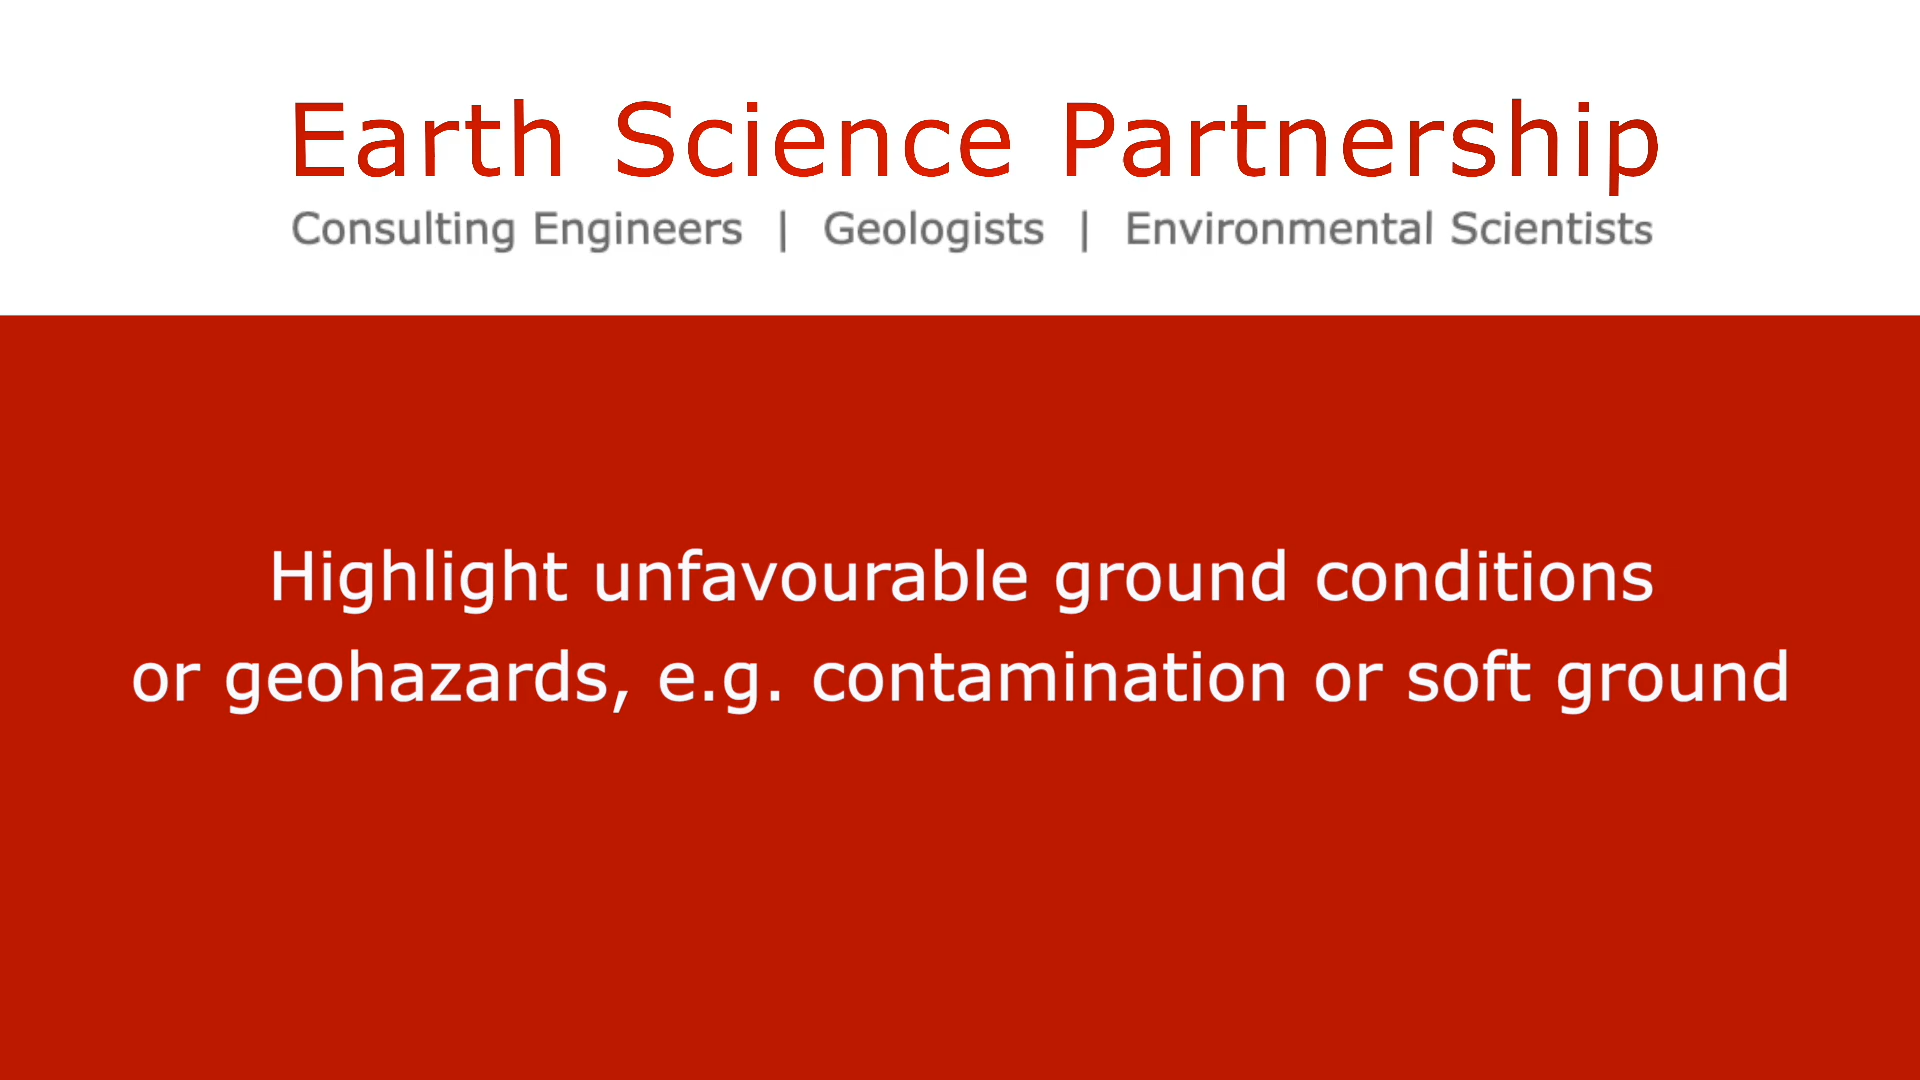 Earth Science Partnership
Consulting Engineers | Geologists | Environmental Scientists
Highlight unfavourable ground conditions
or geohazards, e.g. contamination or soft ground